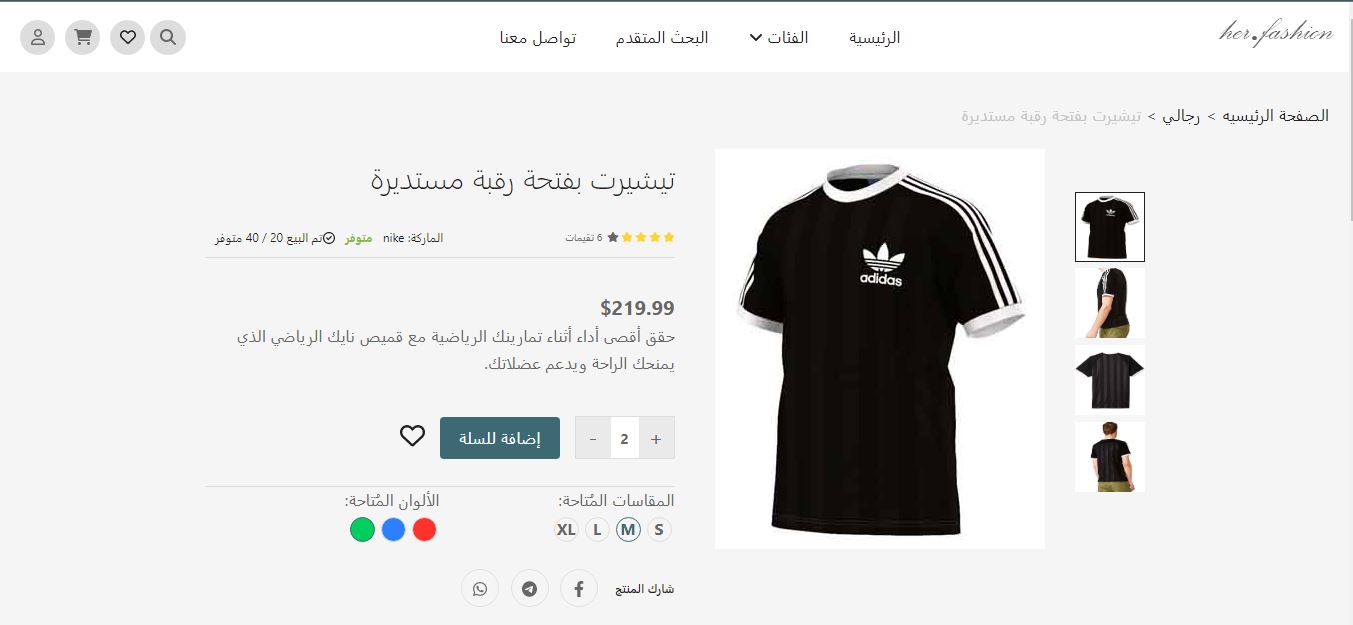 her.fashion
الرئيسية
الفئات
البحث المتقدم
تواصل معنا
الصفحة الرئيسيه > رجالي > تيشيرت بفتحة رقبة مستديرة
adidas
تيشيرت بفتحة رقبة مستديرة
6 تقيمات
الماركة: nike
متوفر
تم البيع 20 / 40 متوفر
$219.99
حقق أقصى أداء أثناء تمارينك الرياضية مع قميص نايك الرياضي الذي
يمنحك الراحة ويدعم عضلاتك.
+ 2 -
إضافة للسلة
المقاسات المُتاحة:
S M L XL
الألوان المُتاحة:
شارك المنتج